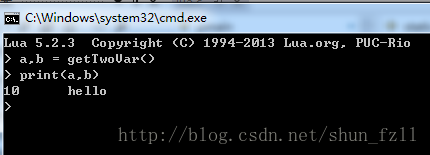 C:\Windows\system32\cmd.exe
Lua 5.2.3  Copyright (C) 1994-2013 Lua.org, PUC-Rio
> a,b = getTwoVar()
> print(a,b)
10      hello
>
http://blog.csdn.net/shun_fzll